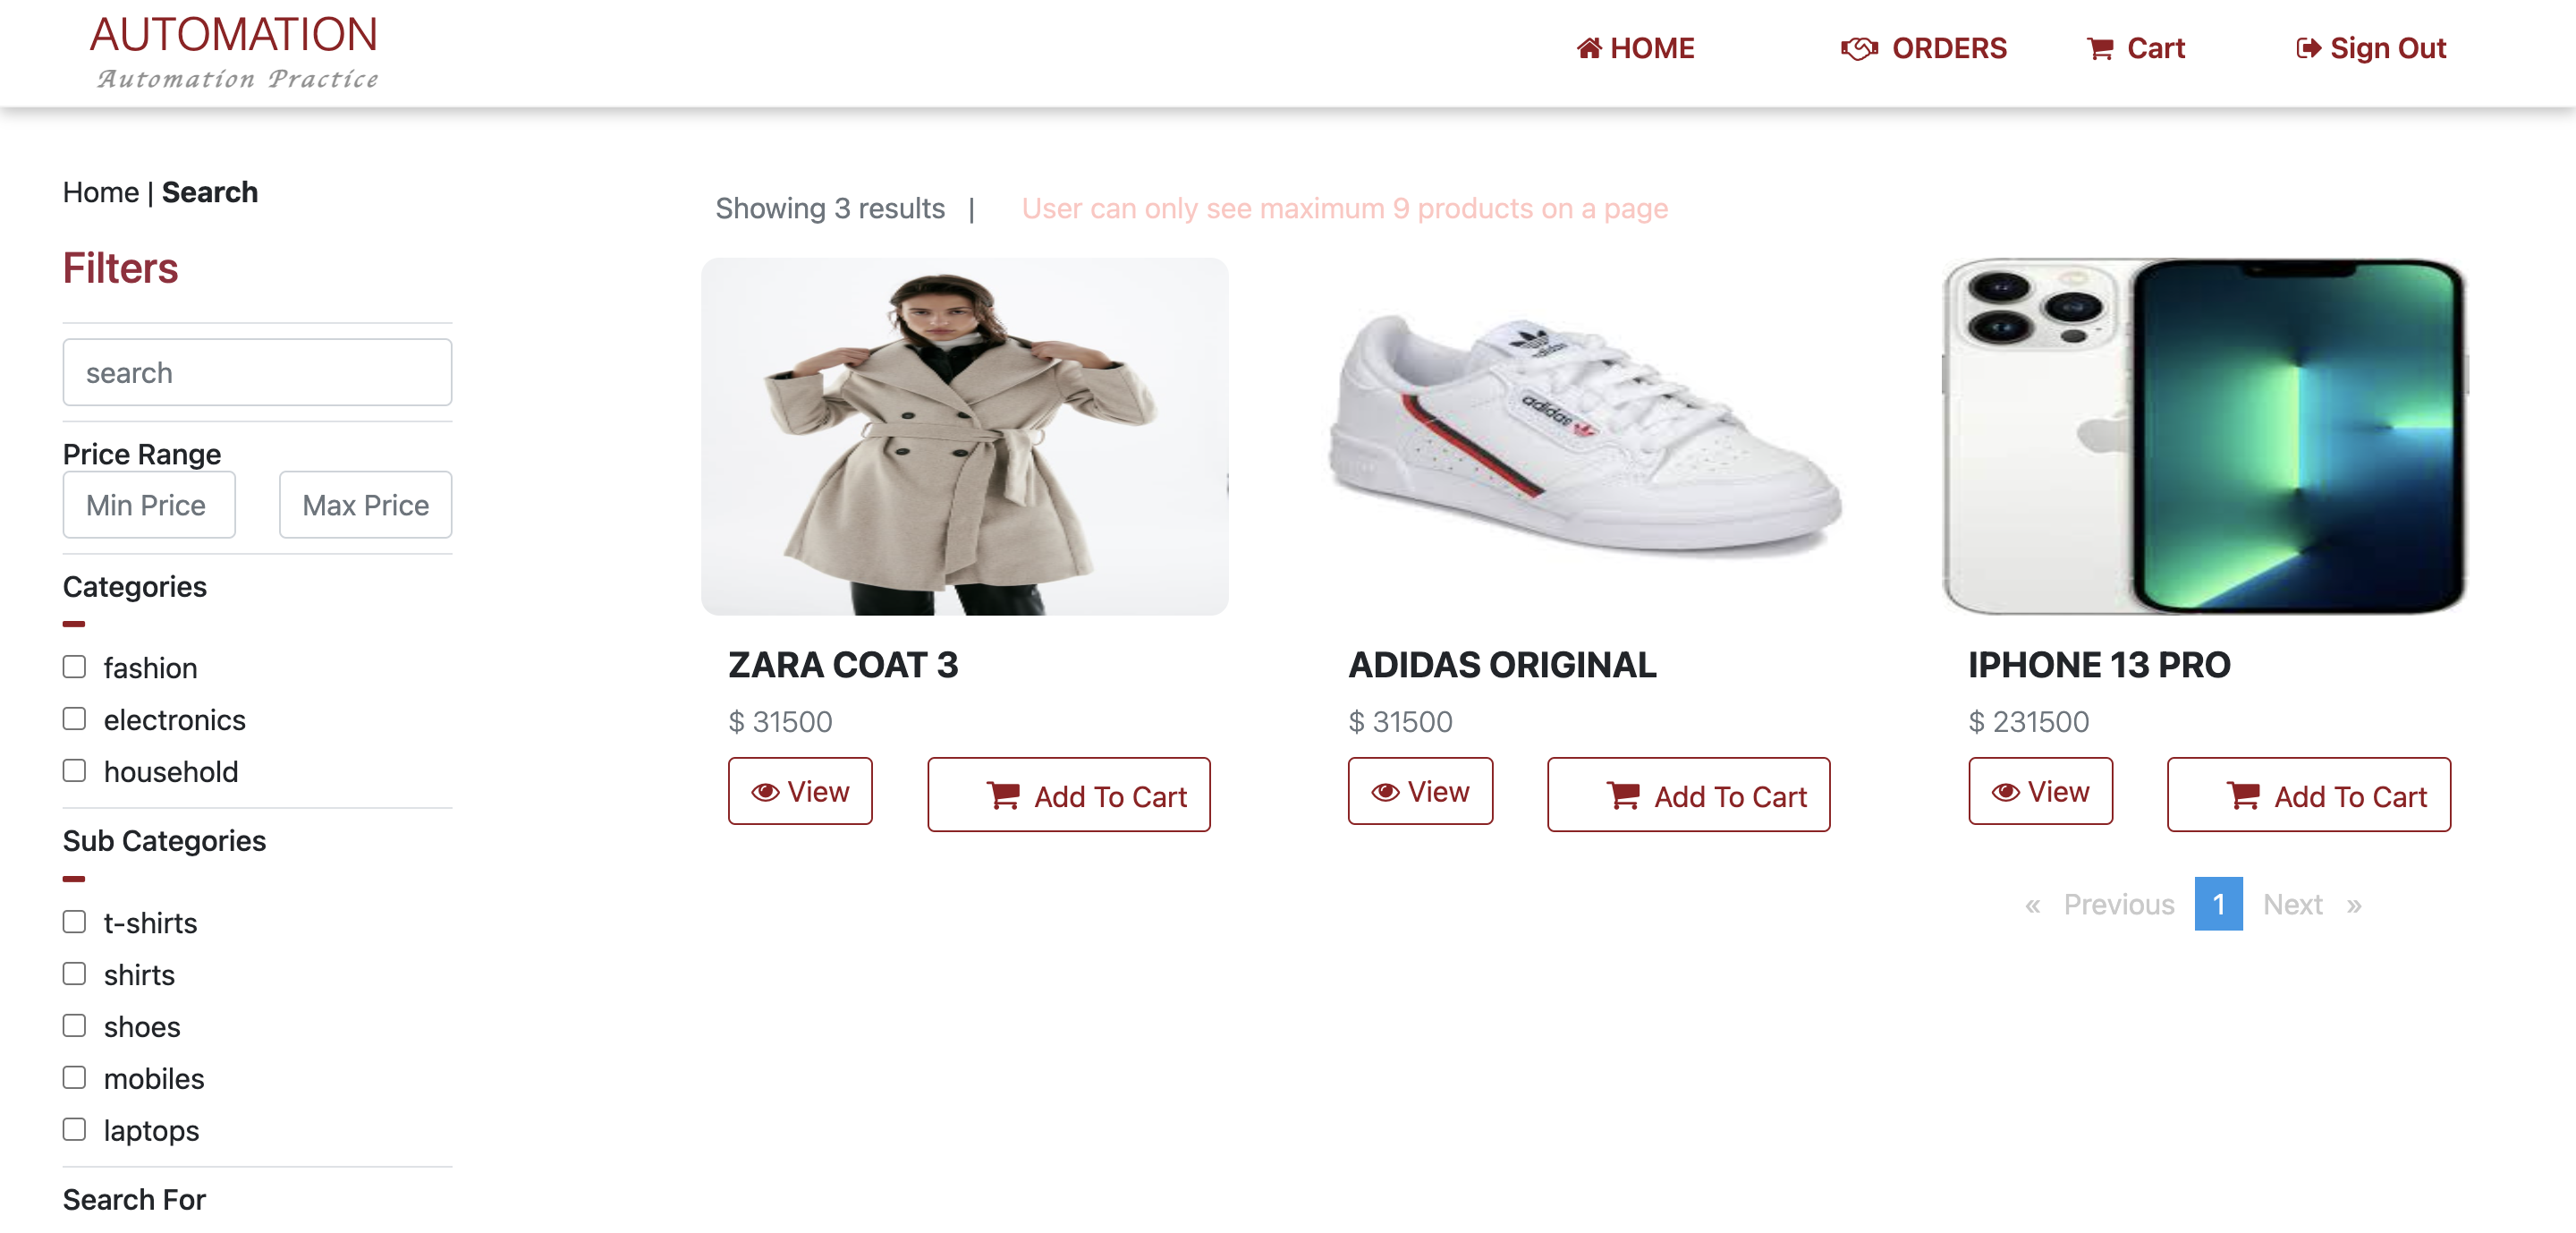 AUTOMATION
Automation Practice
HOME
ORDERS
Cart
Sign Out
Home | Search
Filters
search
Price Range
Min Price
Max Price
Categories
fashion
electronics
household
Sub Categories
t-shirts
shirts
shoes
mobiles
laptops
Search For
Showing 3 results |
User can only see maximum 9 products on a page
ZARA COAT 3
$ 31500
View
Add To Cart
adidas
adidas
ADIDAS ORIGINAL
$ 31500
View
Add To Cart
IPHONE 13 PRO
$ 231500
View
Add To Cart
« Previous 1 Next »